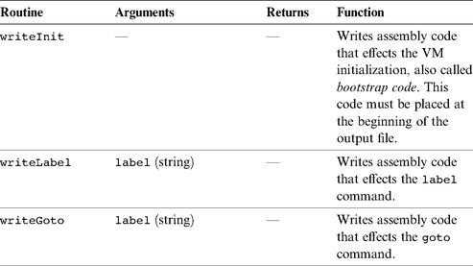 Routine Arguments Returns Function
writeInit — — Writes assembly code
that effects the VM
initialization, also called
bootstrap code. This
code must be placed at
the beginning of the
output file.
writeLabel label (string) — Writes assembly code
that effects the label
command.
writeGoto label (string) — Writes assembly code
that effects the goto
command.